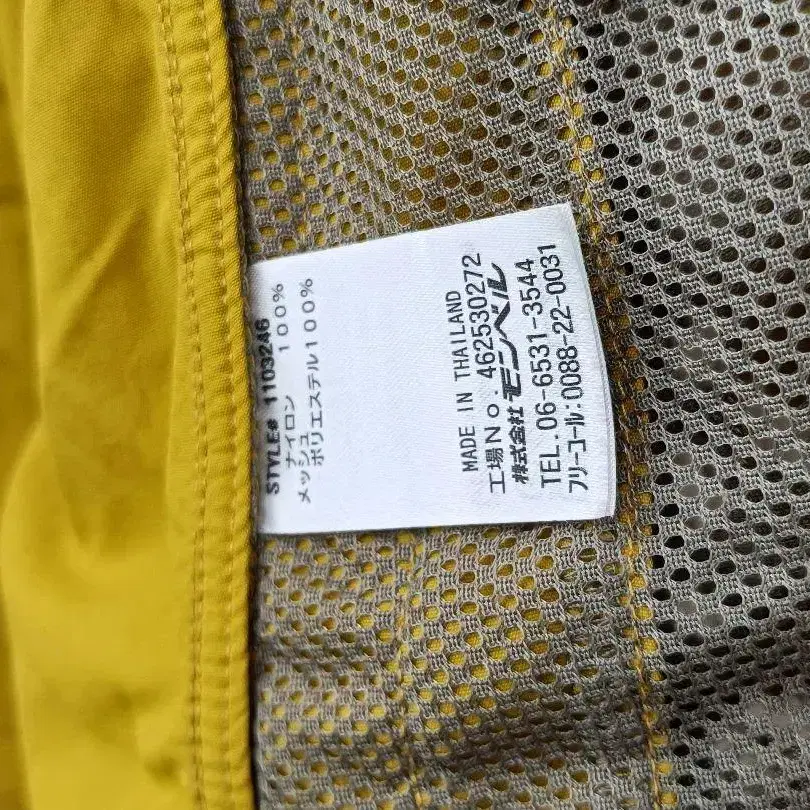 STYLE# 1103246
ナイロン 100%
メッシュ
ポリエステル100%
MADE IN THAILAND
工場No. 462530272
株式会社モンベル
TEL.06-6531-3544
フリーコール:0088-22-0031